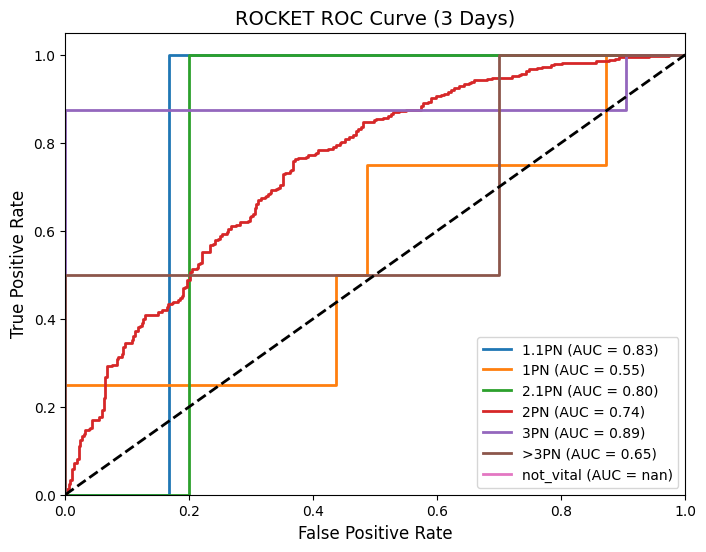 ROCKET ROC Curve (3 Days)
True Positive Rate
1.0
0.8
0.6
0.4
0.2
0.0
0.0 0.2 0.4 0.6 0.8 1.0
False Positive Rate
1.1PN (AUC = 0.83)
1PN (AUC = 0.55)
2.1PN (AUC = 0.80)
2PN (AUC = 0.74)
3PN (AUC = 0.89)
>3PN (AUC = 0.65)
not_vital (AUC = nan)